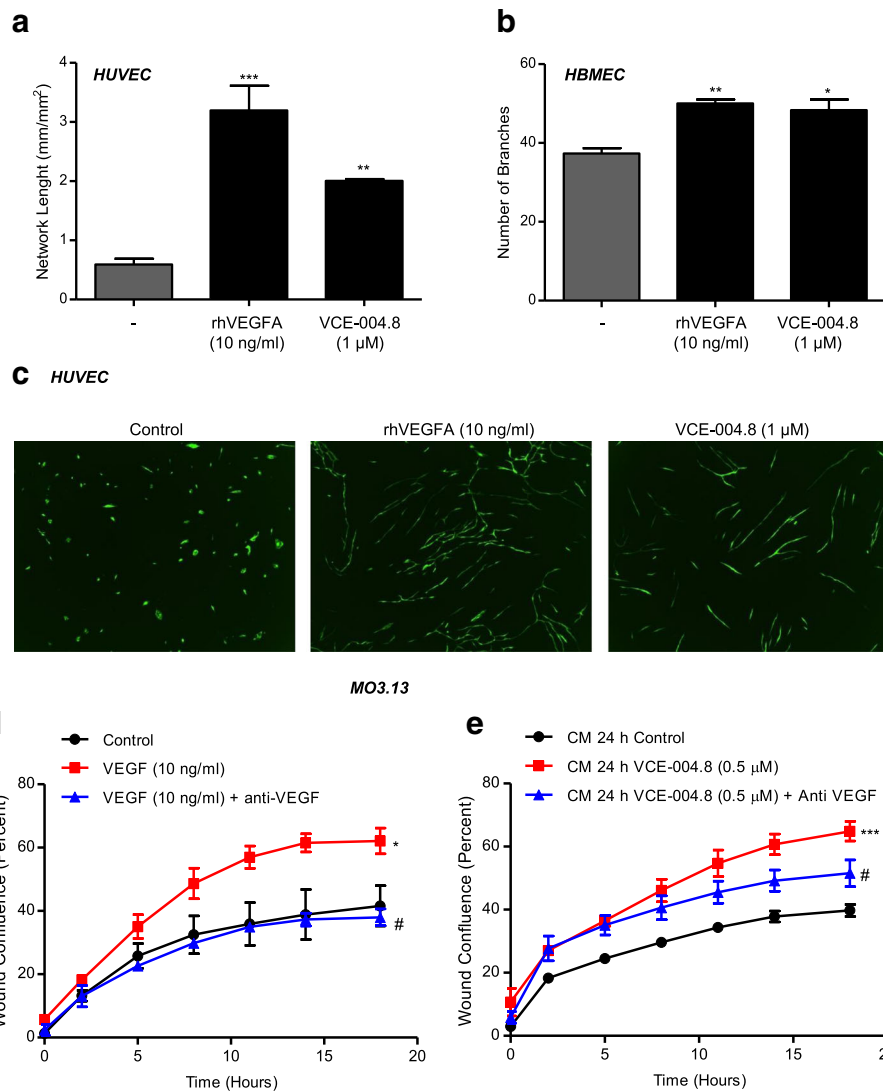 a
HUVEC
***
**
Network Lenght (mm/mm²)
4
3
2
1
0
-
rhVEGFA
(10 ng/ml)
VCE-004.8
(1 µM)
b
HBMEC
**
*
Number of Branches
60
40
20
0
-
rhVEGFA
(10 ng/ml)
VCE-004.8
(1 µM)
c HUVEC
Control
rhVEGFA (10 ng/ml)
VCE-004.8 (1 µM)
MO3.13
Control
VEGF (10 ng/ml)
VEGF (10 ng/ml) + anti-VEGF
Confluence (Percent)
80
60
40
20
0
*
#
0 5 10 15 20
Time (Hours)
e
CM 24 h Control
CM 24 h VCE-004.8 (0.5 µM)
CM 24 h VCE-004.8 (0.5 µM) + Anti VEGF
Wound Confluence (Percent)
80
60
40
20
0
***
#
0 5 10 15
Time (Hours)